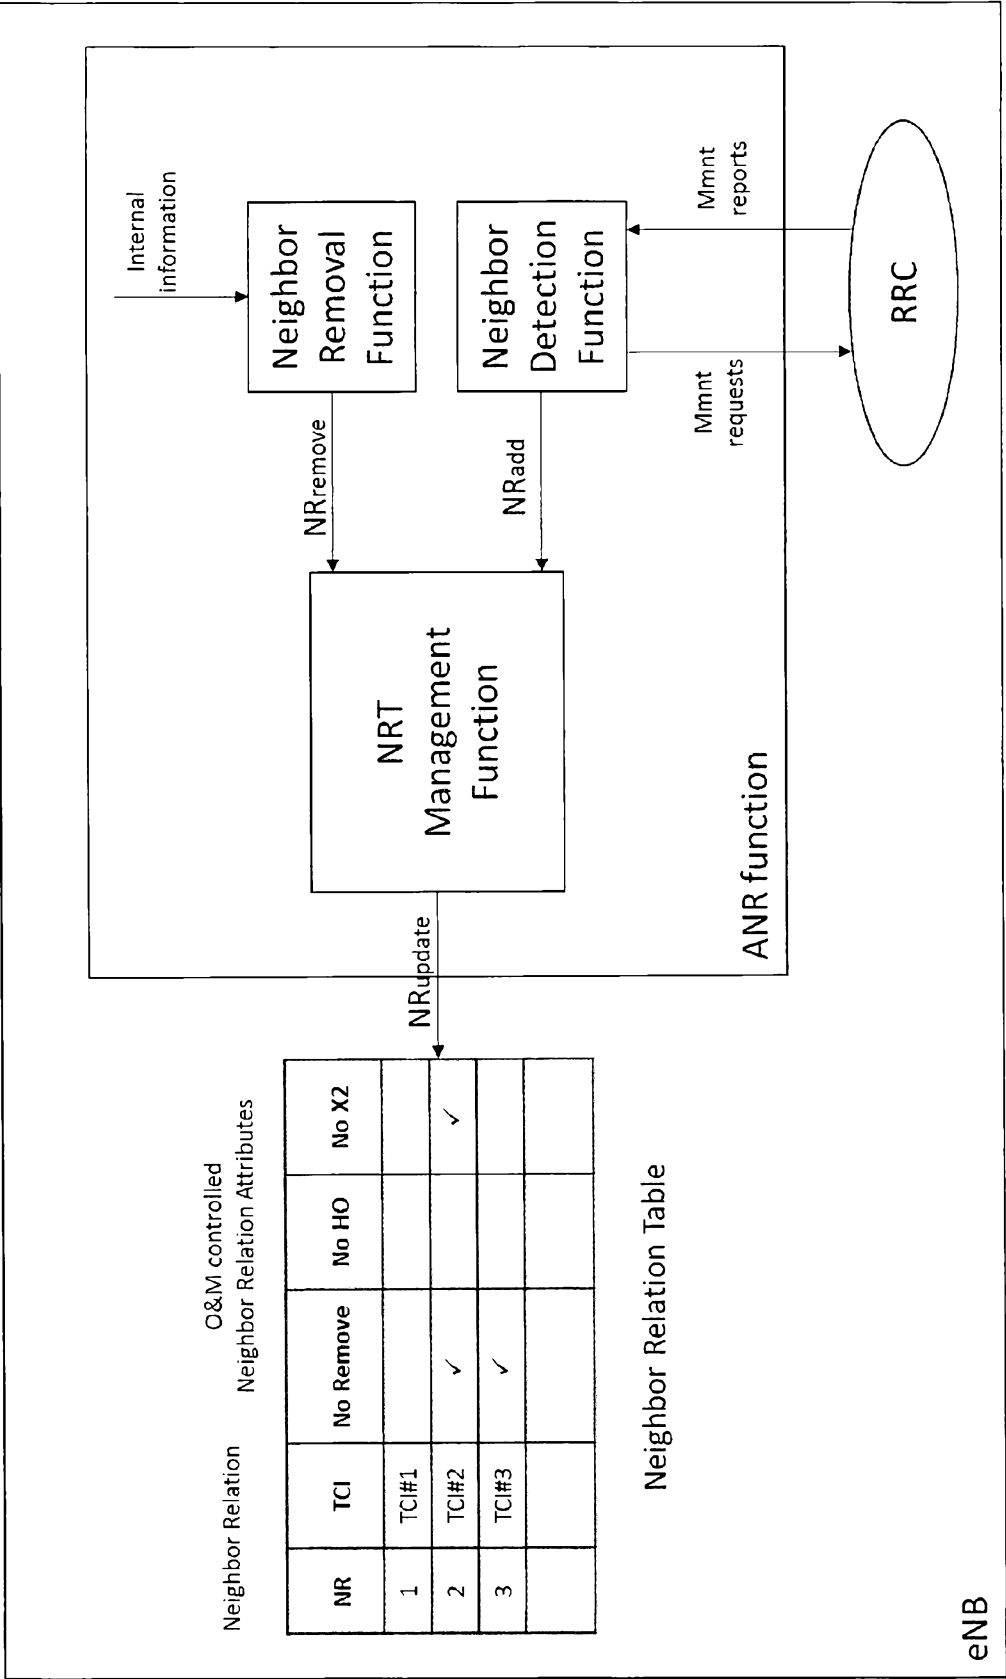 O&M controlled
Neighbor Relation
Neighbor Relation Attributes
NR
TCI
No Remove
No HO
No X2
1
TCI#1
2
TCI#2
✓
✓
3
TCI#3
✓
Neighbor Relation Table
NRupdate
NRT
Management
Function
NRremove
NRadd
Internal
information
Neighbor
Removal
Function
Neighbor
Detection
Function
Mmnt
requests
Mmnt
reports
ANR function
RRC
eNB